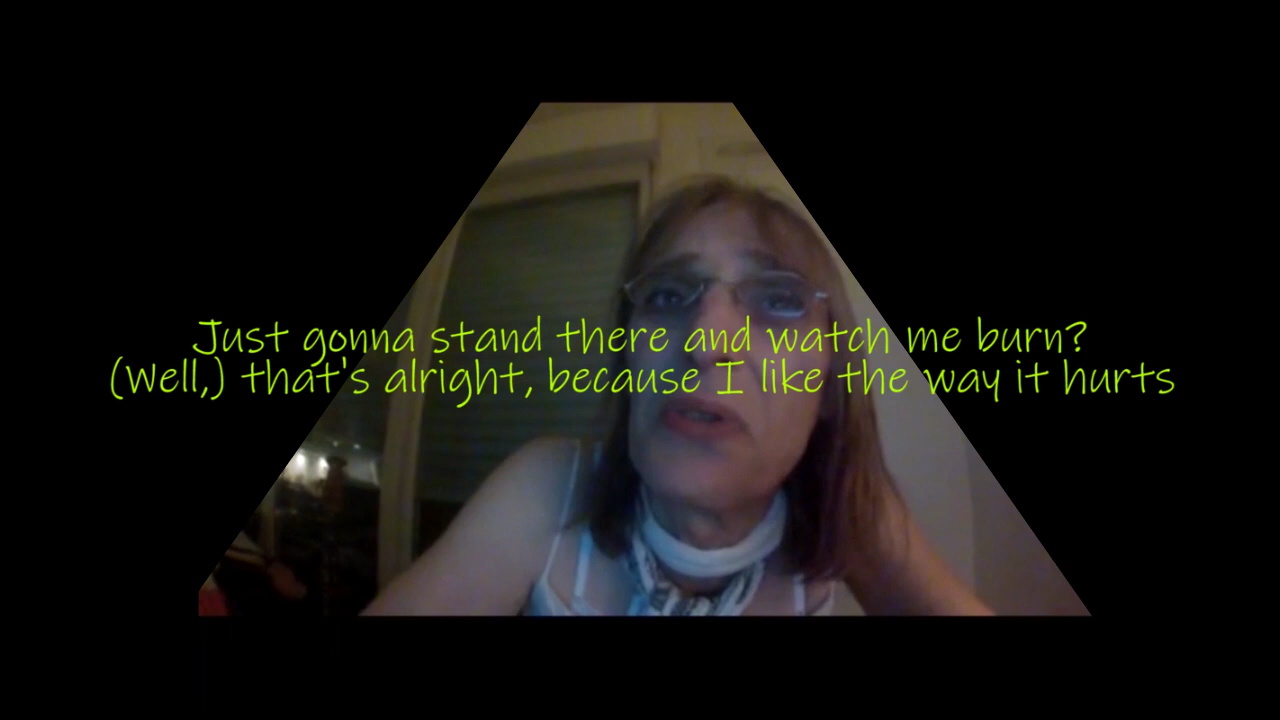 Just gonna stand there and watch me burn?
(Well,) that's alright, because I like the way it hurts